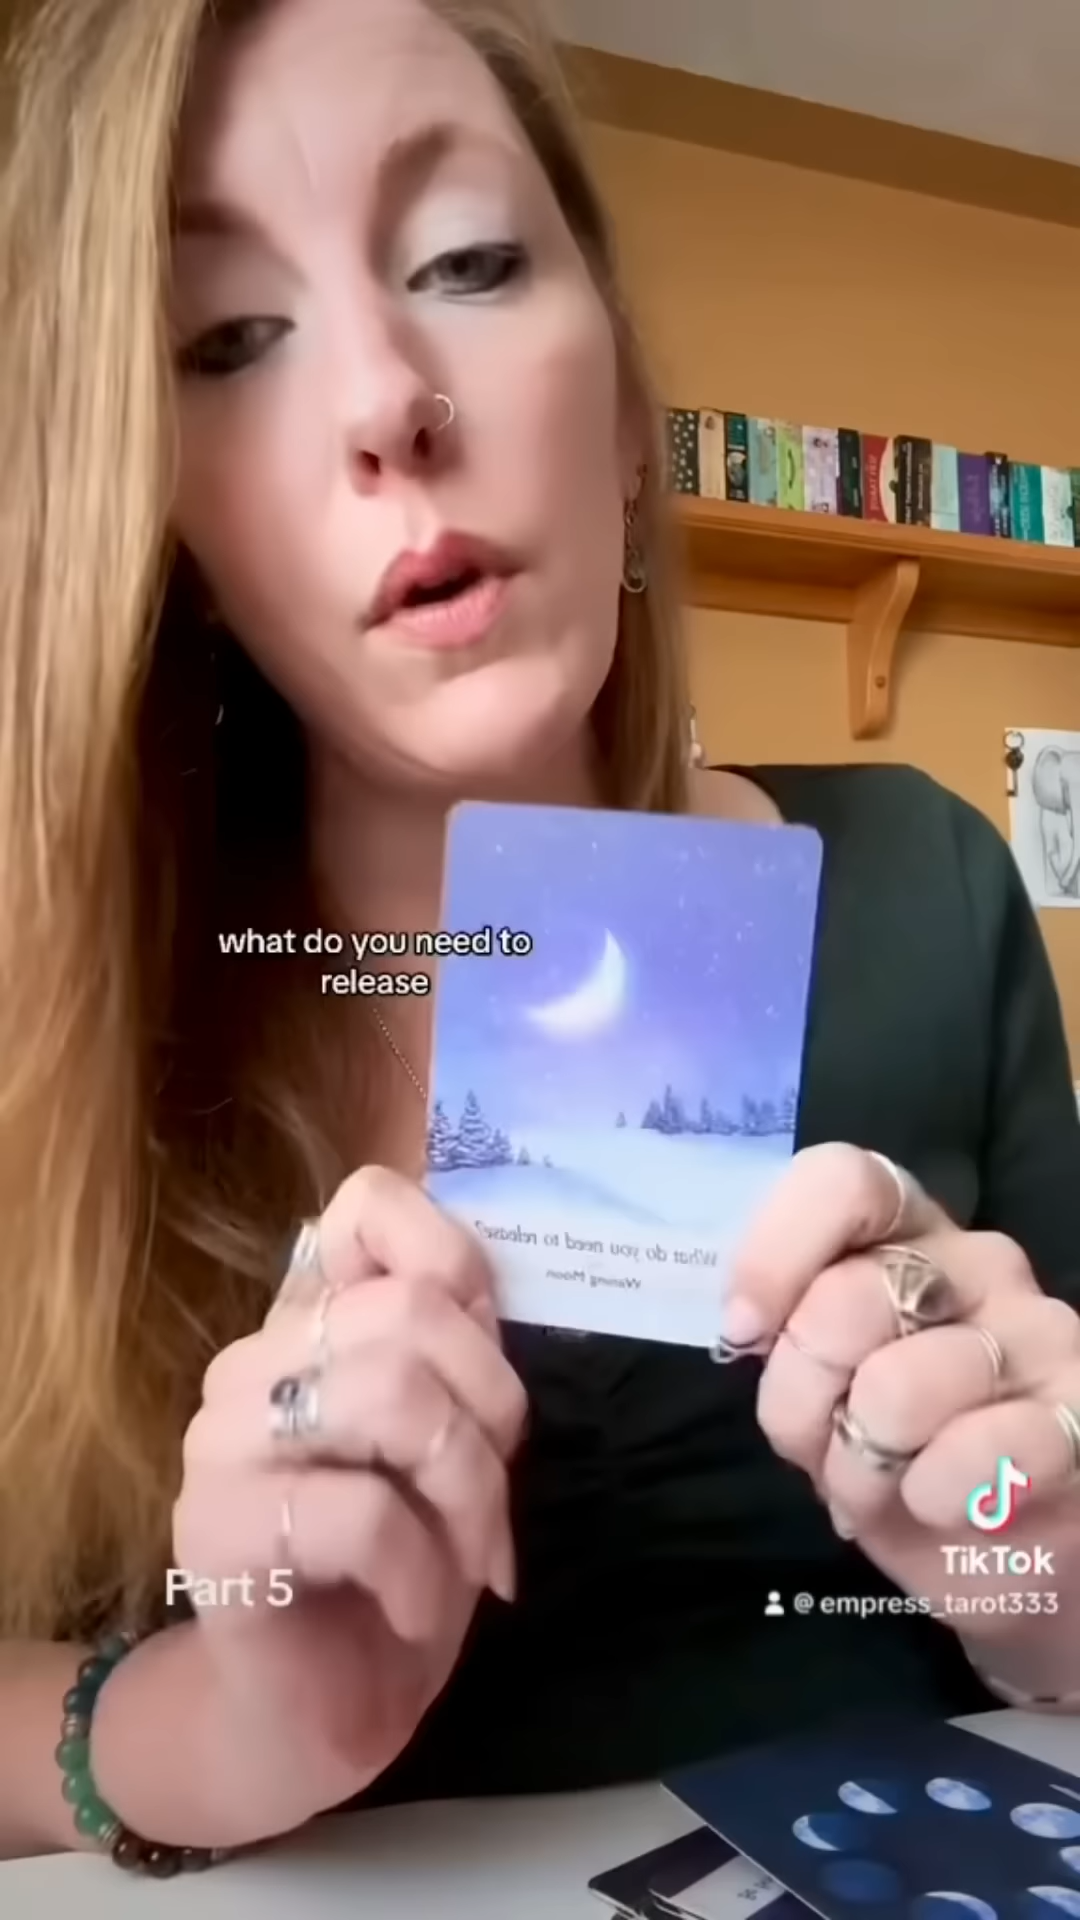 what do you need to
release
What do you need to release?
Waning Moon
Part 5
TikTok
@empress_tarot333